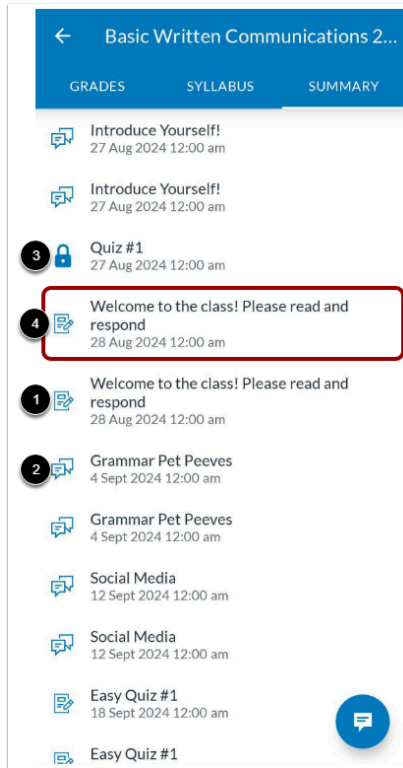 Basic Written Communications 2...
GRADES SYLLABUS SUMMARY
Introduce Yourself!
27 Aug 2024 12:00 am
Introduce Yourself!
27 Aug 2024 12:00 am
3
Quiz #1
27 Aug 2024 12:00 am
Welcome to the class! Please read and
4
respond
28 Aug 2024 12:00 am
Welcome to the class! Please read and
1
respond
28 Aug 2024 12:00 am
2
Grammar Pet Peeves
4 Sept 2024 12:00 am
Grammar Pet Peeves
4 Sept 2024 12:00 am
Social Media
12 Sept 2024 12:00 am
Social Media
12 Sept 2024 12:00 am
Easy Quiz #1
18 Sept 2024 12:00 am
Easy Quiz #1